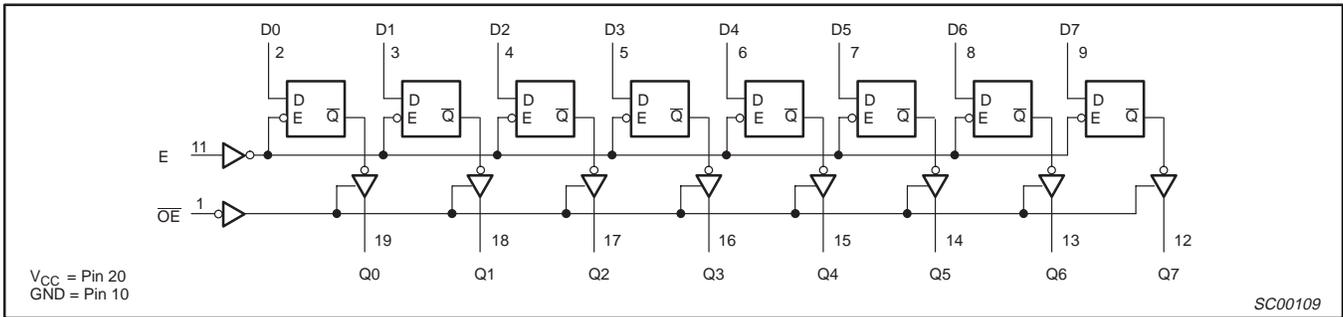 D0 D1 D2 D3 D4 D5 D6 D7
2 3 4 5 6 7 8 9
D D D D D D D D
E Q̅ E Q̅ E Q̅ E Q̅ E Q̅ E Q̅ E Q̅ E Q̅
E 11
O̅E̅ 1
19 18 17 16 15 14 13 12
Q0 Q1 Q2 Q3 Q4 Q5 Q6 Q7
VCC = Pin 20
GND = Pin 10
SC00109